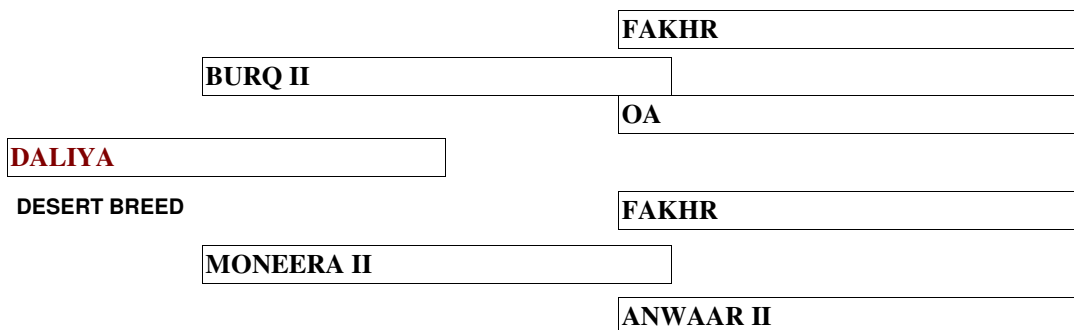 FAKHR
BURQ II
OA
DALIYA
DESERT BREED
FAKHR
MONEERA II
ANWAAR II